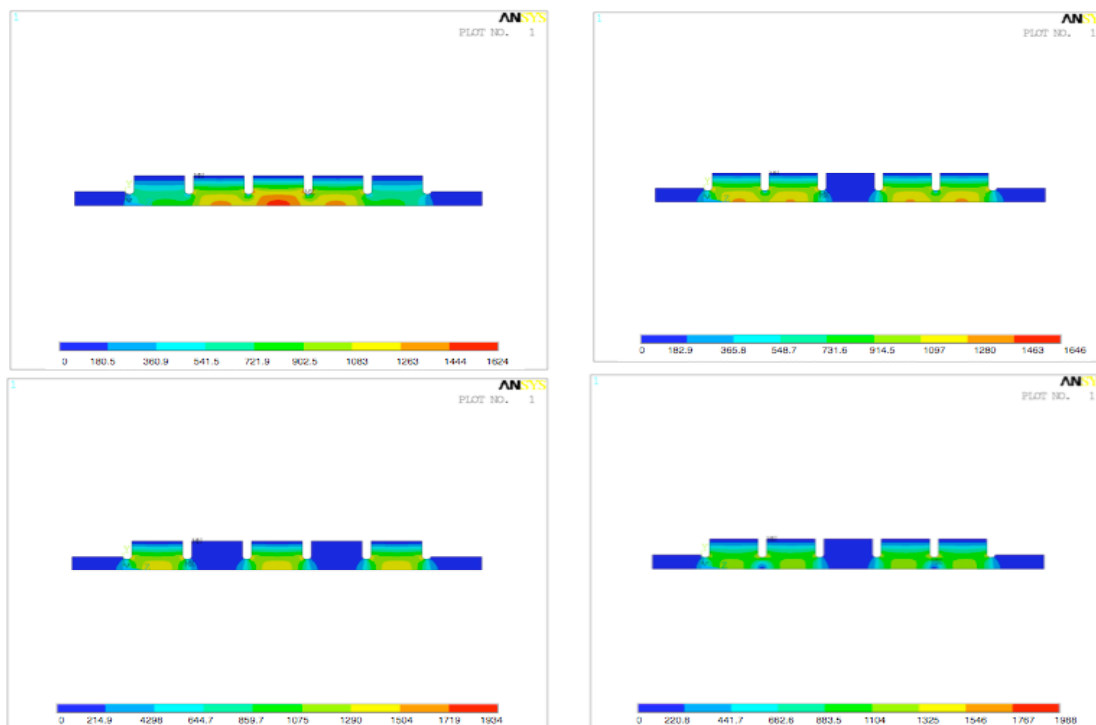 1
ANSYS
PLOT NO. 1
0 180.5 360.9 541.5 721.9 902.5 1083 1263 1444 1624
ANSY
PLOT NO. 1
0 182.9 365.8 548.7 731.6 914.5 1097 1280 1463 1646
1
ANSYS
PLOT NO. 1
0 214.9 4298 644.7 859.7 1075 1290 1504 1719 1934
1
ANSY
PLOT NO. 1
0 220.8 441.7 662.6 883.5 1104 1325 1546 1767 1988